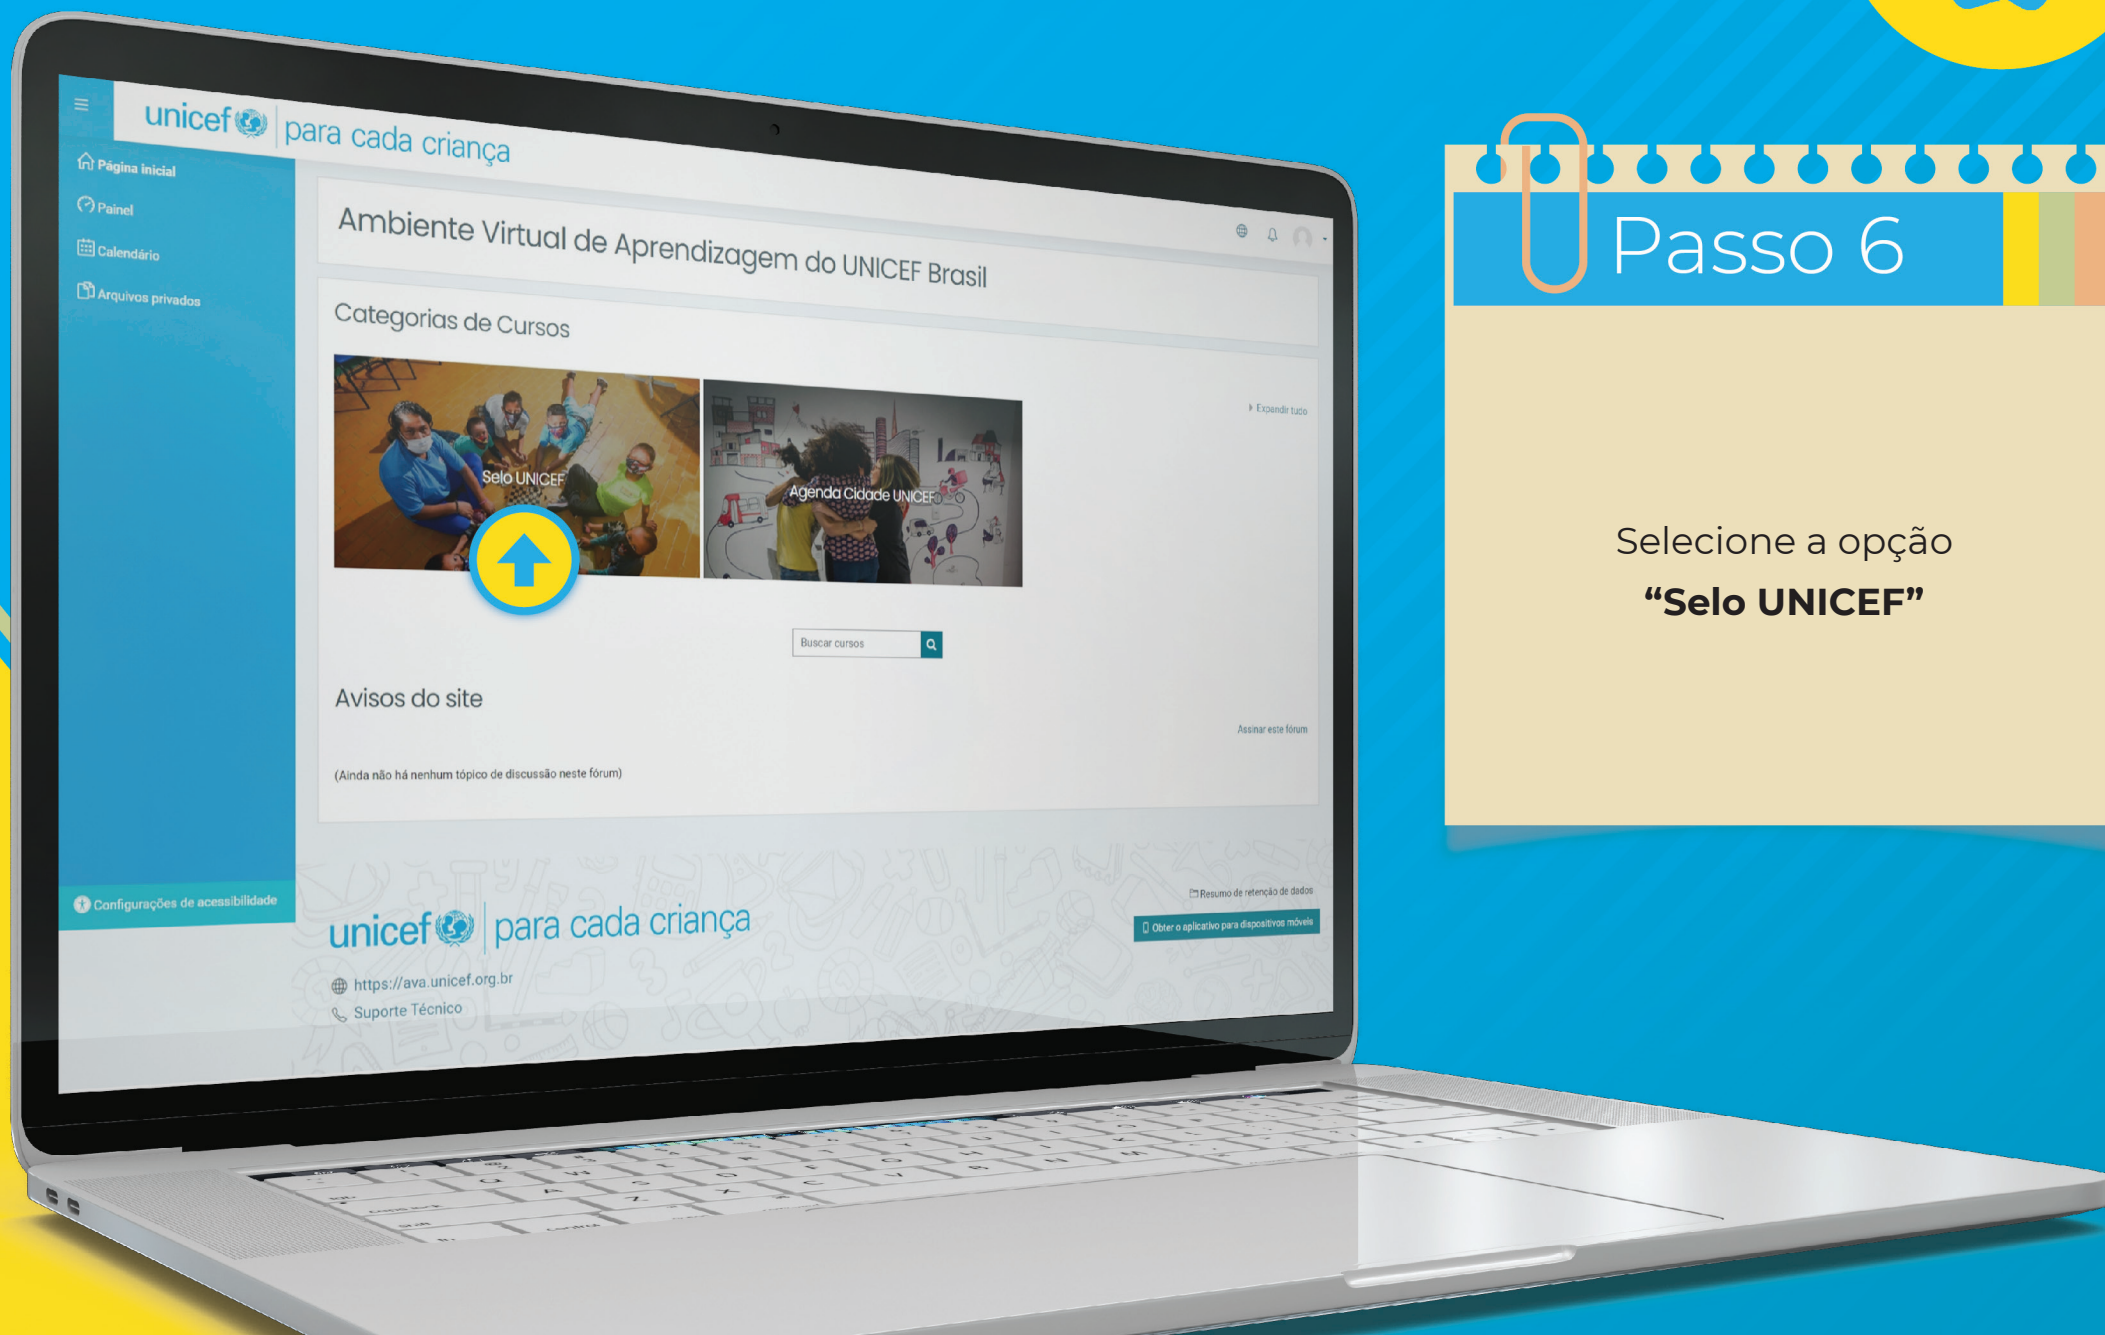 unicef para cada criança
Página inicial
Painel
Calendário
Arquivos privados
Configurações de acessibilidade
Ambiente Virtual de Aprendizagem do UNICEF Brasil
Categorias de Cursos
Expandir tudo
Selo UNICEF
Agenda Cidade UNICEF
Buscar cursos
Avisos do site
Assinar este fórum
(Ainda não há nenhum tópico de discussão neste fórum)
Resumo de retenção de dados
Obter o aplicativo para dispositivos móveis
unicef para cada criança
https://ava.unicef.org.br
Suporte Técnico
Passo 6
Selecione a opção
“Selo UNICEF”